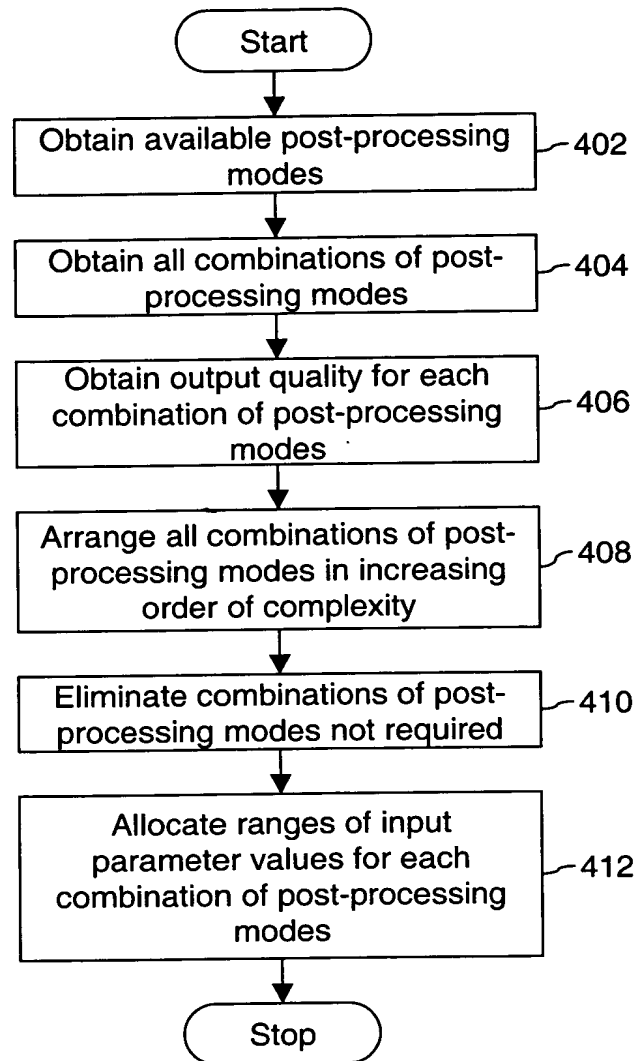 Start
Obtain available post-processing
modes
402
Obtain all combinations of post-
processing modes
404
Obtain output quality for each
combination of post-processing
modes
406
Arrange all combinations of post-
processing modes in increasing
order of complexity
408
Eliminate combinations of post-
processing modes not required
410
Allocate ranges of input
parameter values for each
combination of post-processing
modes
412
Stop